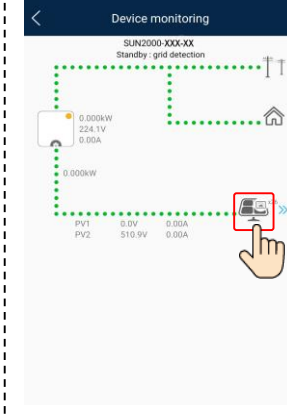 Device monitoring
SUN2000-XXX-XX
Standby : grid detection
0.000kW
224.1V
0.00A
0.000kW
PV1 0.0V 0.00A
PV2 510.9V 0.00A